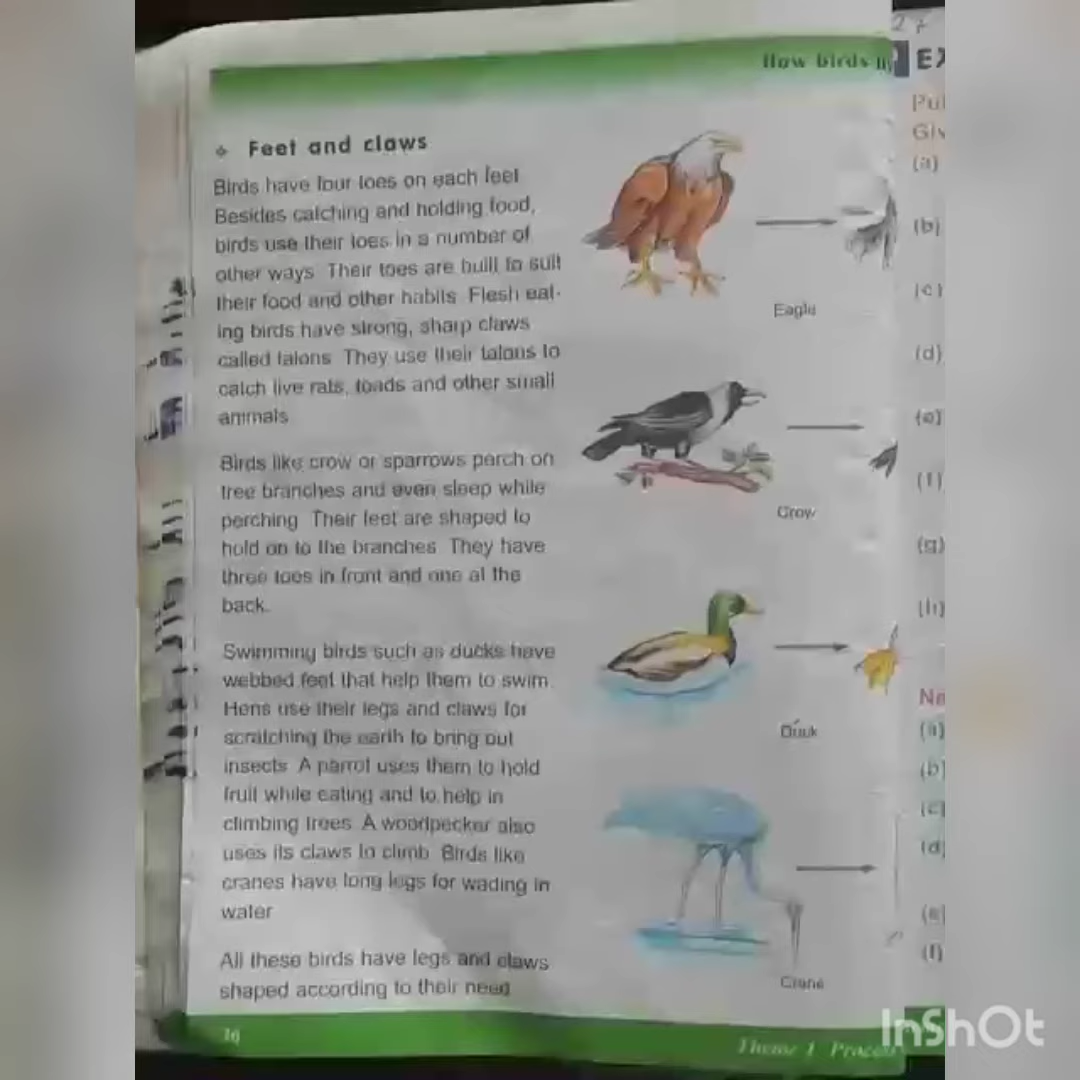 How birds
❖ Feet and claws
Birds have four toes on each feet
Besides catching and holding food,
birds use their toes in a number of
other ways. Their toes are built to suit
their food and other habits. Flesh eat-
ing birds have strong, sharp claws
called talons. They use their talons to
catch live rats, toads and other small
animals
Birds like crow or sparrows perch on
tree branches and even sleep while
perching. Their feet are shaped to
hold on to the branches. They have
three toes in front and one at the
back.
Swimming birds such as ducks have
webbed feet that help them to swim.
Hens use their legs and claws for
scratching the earth to bring out
insects. A parrot uses them to hold
fruit while eating and to help in
climbing trees. A woodpecker also
uses its claws to climb. Birds like
cranes have long legs for wading in
water
All these birds have legs and claws
shaped according to their need
Eagle
Crow
Duck
Crane
16
Theme 1
(a)
(b)
(c)
(d)
(e)
(f)
(g)
(h)
(a)
(b)
(c)
(d)
(e)
(f)
InShOt